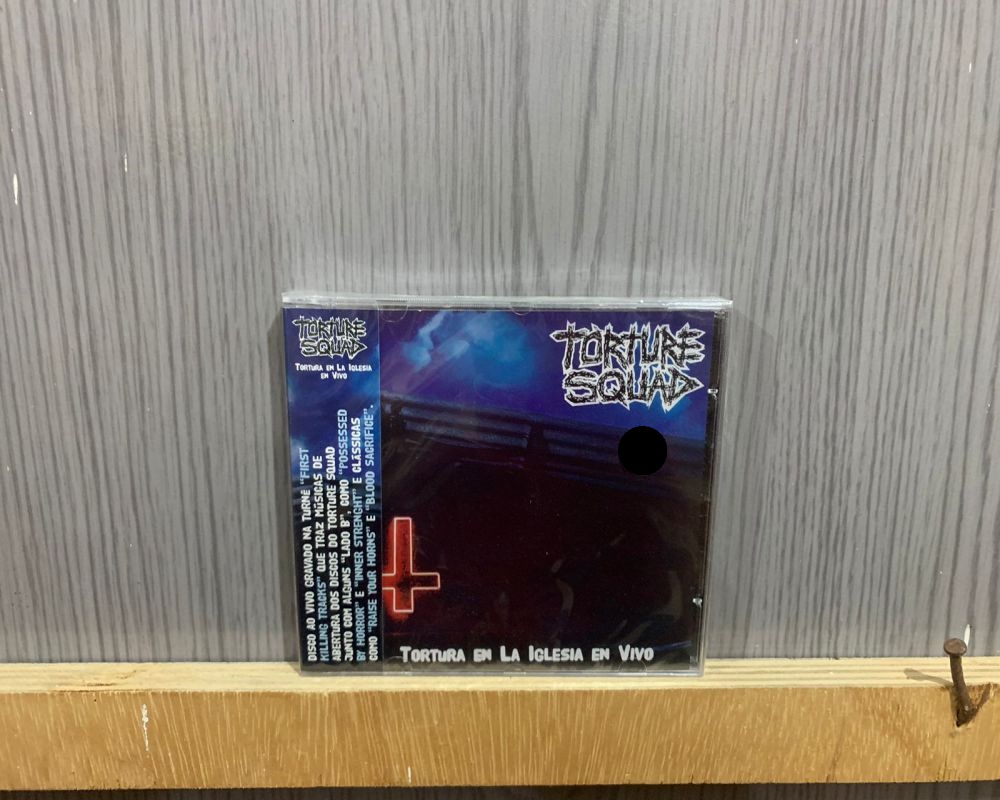 TORTURE
SQUAD
TORTURA EN LA IGLESIA
EN VIVO
DISCO AO VIVO GRAVADO NA TURNÊ "FIRST
KILLING TRACKS" QUE TRAZ MÚSICAS DE
ABERTURA DOS DISCOS DO TORTURE SQUAD
JUNTO COM ALGUNS "LADO B", COMO "POSSESSED
BY HORROR" E "INNER STRENGHT" E CLÁSSICAS
COMO "RAISE YOUR HORNS" E "BLOOD SACRIFICE".
TORTURE
SQUAD
TORTURA EN LA IGLESIA EN VIVO